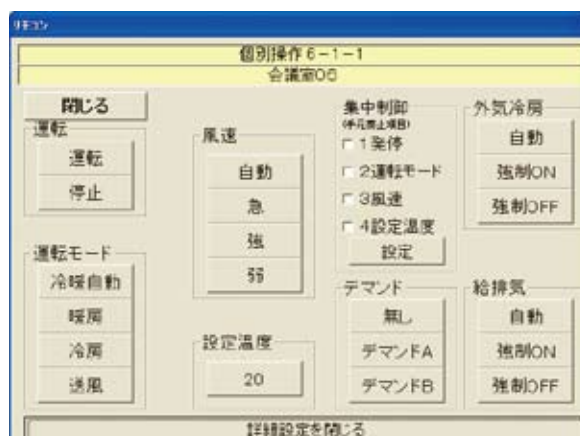 リモコン
個別操作6-1-1
会議室06
閉じる
運転
運転
停止
運転モード
冷暖自動
暖房
冷房
送風
風速
自動
急
強
弱
設定温度
20
集中制御
(手元禁止項目)
1発停
2運転モード
3風速
4設定温度
設定
デマンド
無し
デマンドA
デマンドB
外気冷房
自動
強制ON
強制OFF
給排気
自動
強制ON
強制OFF
詳細設定を閉じる